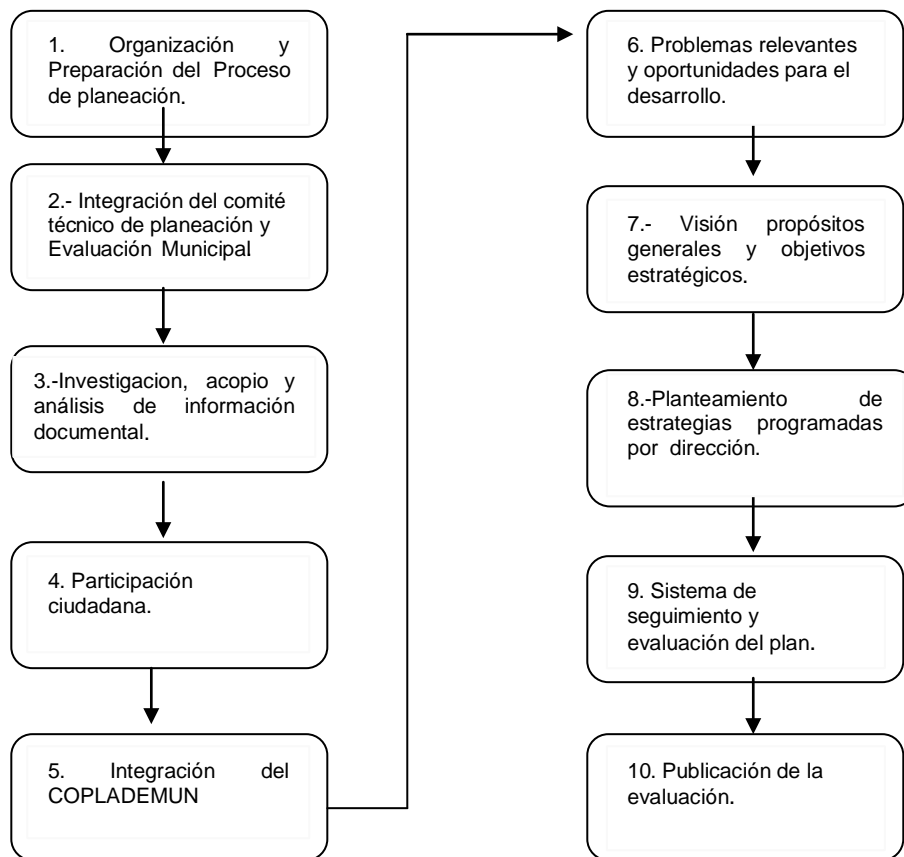 1. Organización y
Preparación del Proceso
de planeación.
2.- Integración del comité
técnico de planeación y
Evaluación Municipal
3.-Investigacion, acopio y
análisis de información
documental.
4. Participación
ciudadana.
5. Integración del
COPLADEMUN
6. Problemas relevantes
y oportunidades para el
desarrollo.
7.- Visión propósitos
generales y objetivos
estratégicos.
8.-Planteamiento de
estrategias programadas
por dirección.
9. Sistema de
seguimiento y
evaluación del plan.
10. Publicación de la
evaluación.